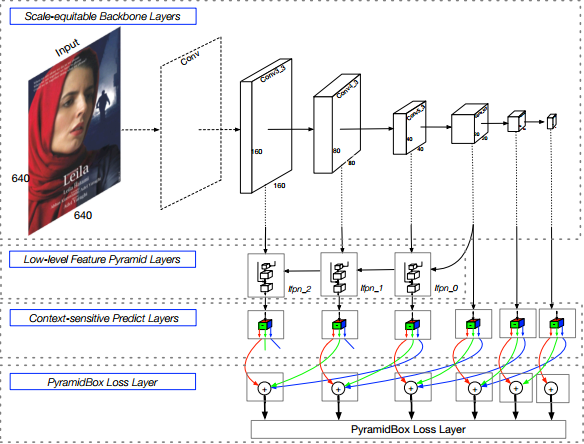 Scale-equitable Backbone Layers
Input
Conv
Conv3_3
Conv4_3
Conv5_3
160
160
80
80
40
40
20
640
640
Leila
Low-level Feature Pyramid Layers
lfpn_2
lfpn_1
lfpn_0
Context-sensitive Predict Layers
PyramidBox Loss Layer
PyramidBox Loss Layer